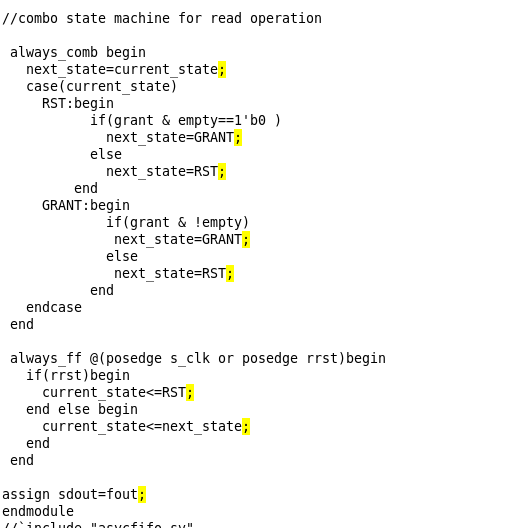 //combo state machine for read operation
always_comb begin
next_state=current_state;
case(current_state)
RST:begin
if(grant & empty==1'b0 )
next_state=GRANT;
else
next_state=RST;
end
GRANT:begin
if(grant & !empty)
next_state=GRANT;
else
next_state=RST;
end
endcase
end
always_ff @(posedge s_clk or posedge rrst)begin
if(rrst)begin
current_state<=RST;
end else begin
current_state<=next_state;
end
end
assign sdout=fout;
endmodule
//`include "asycfifo.sv"